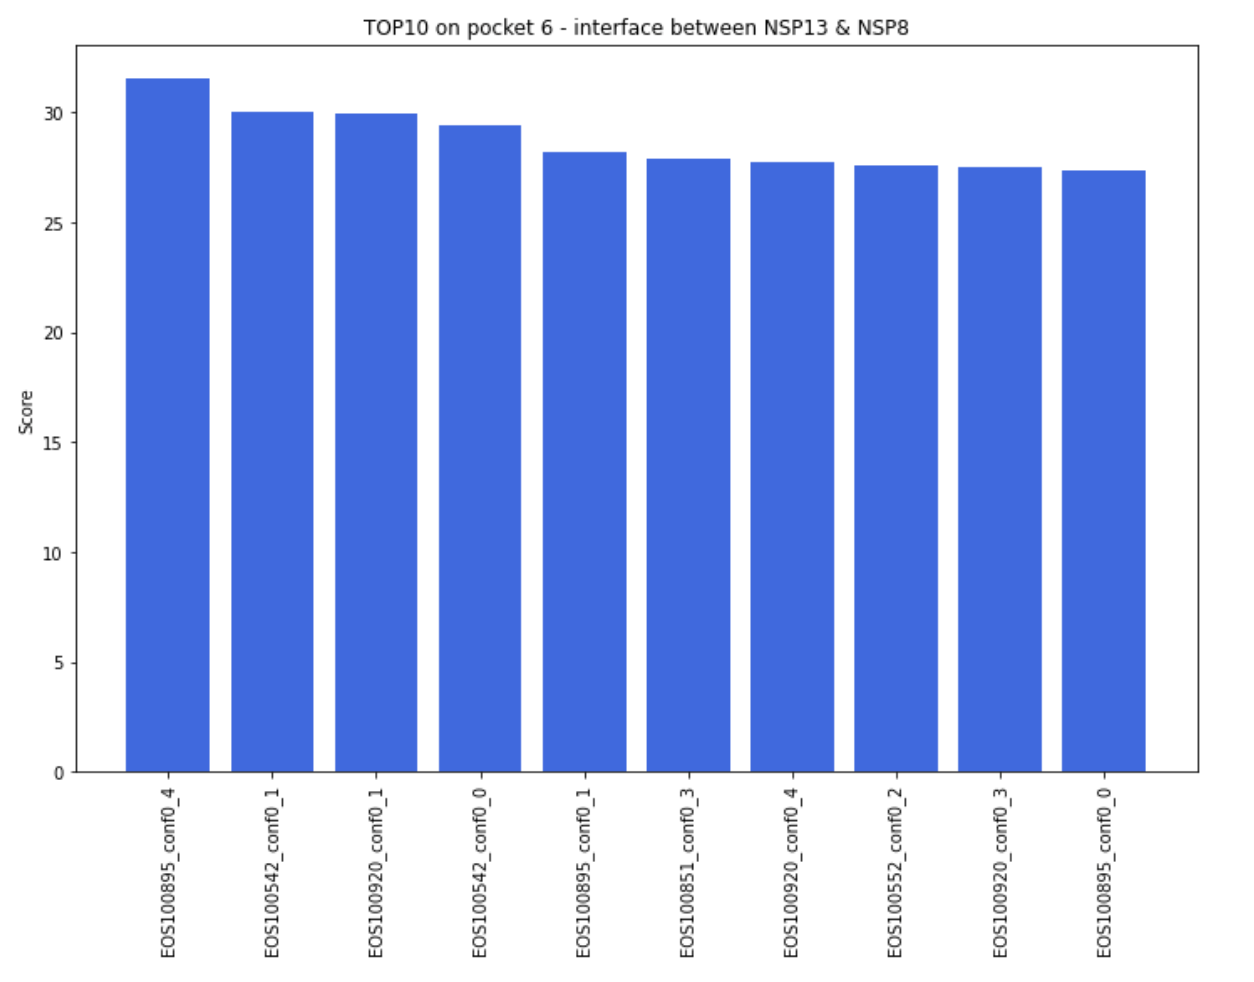 TOP10 on pocket 6 - interface between NSP13 & NSP8
30
25
20
15
10
5
0
Score
EOS100895_conf0_4
EOS100542_conf0_1
EOS100920_conf0_1
EOS100542_conf0_0
EOS100895_conf0_1
EOS100851_conf0_3
EOS100920_conf0_4
EOS100552_conf0_2
EOS100920_conf0_3
EOS100895_conf0_0